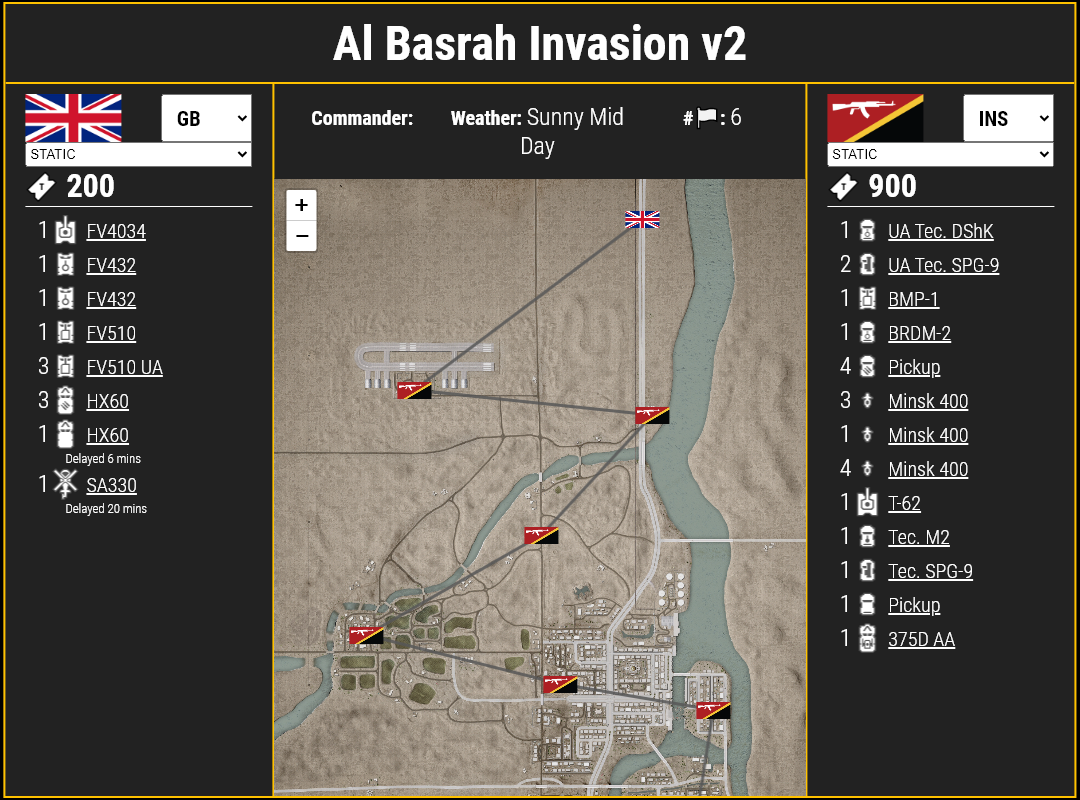 Al Basrah Invasion v2
GB
STATIC
200
1 FV4034
1 FV432
1 FV432
1 FV510
3 FV510 UA
3 HX60
1 HX60
Delayed 6 mins
1 SA330
Delayed 20 mins
Commander:
Weather: Sunny Mid
Day
# : 6
+
−
INS
STATIC
900
1 UA Tec. DShK
2 UA Tec. SPG-9
1 BMP-1
1 BRDM-2
4 Pickup
3 Minsk 400
1 Minsk 400
4 Minsk 400
1 T-62
1 Tec. M2
1 Tec. SPG-9
1 Pickup
1 375D AA